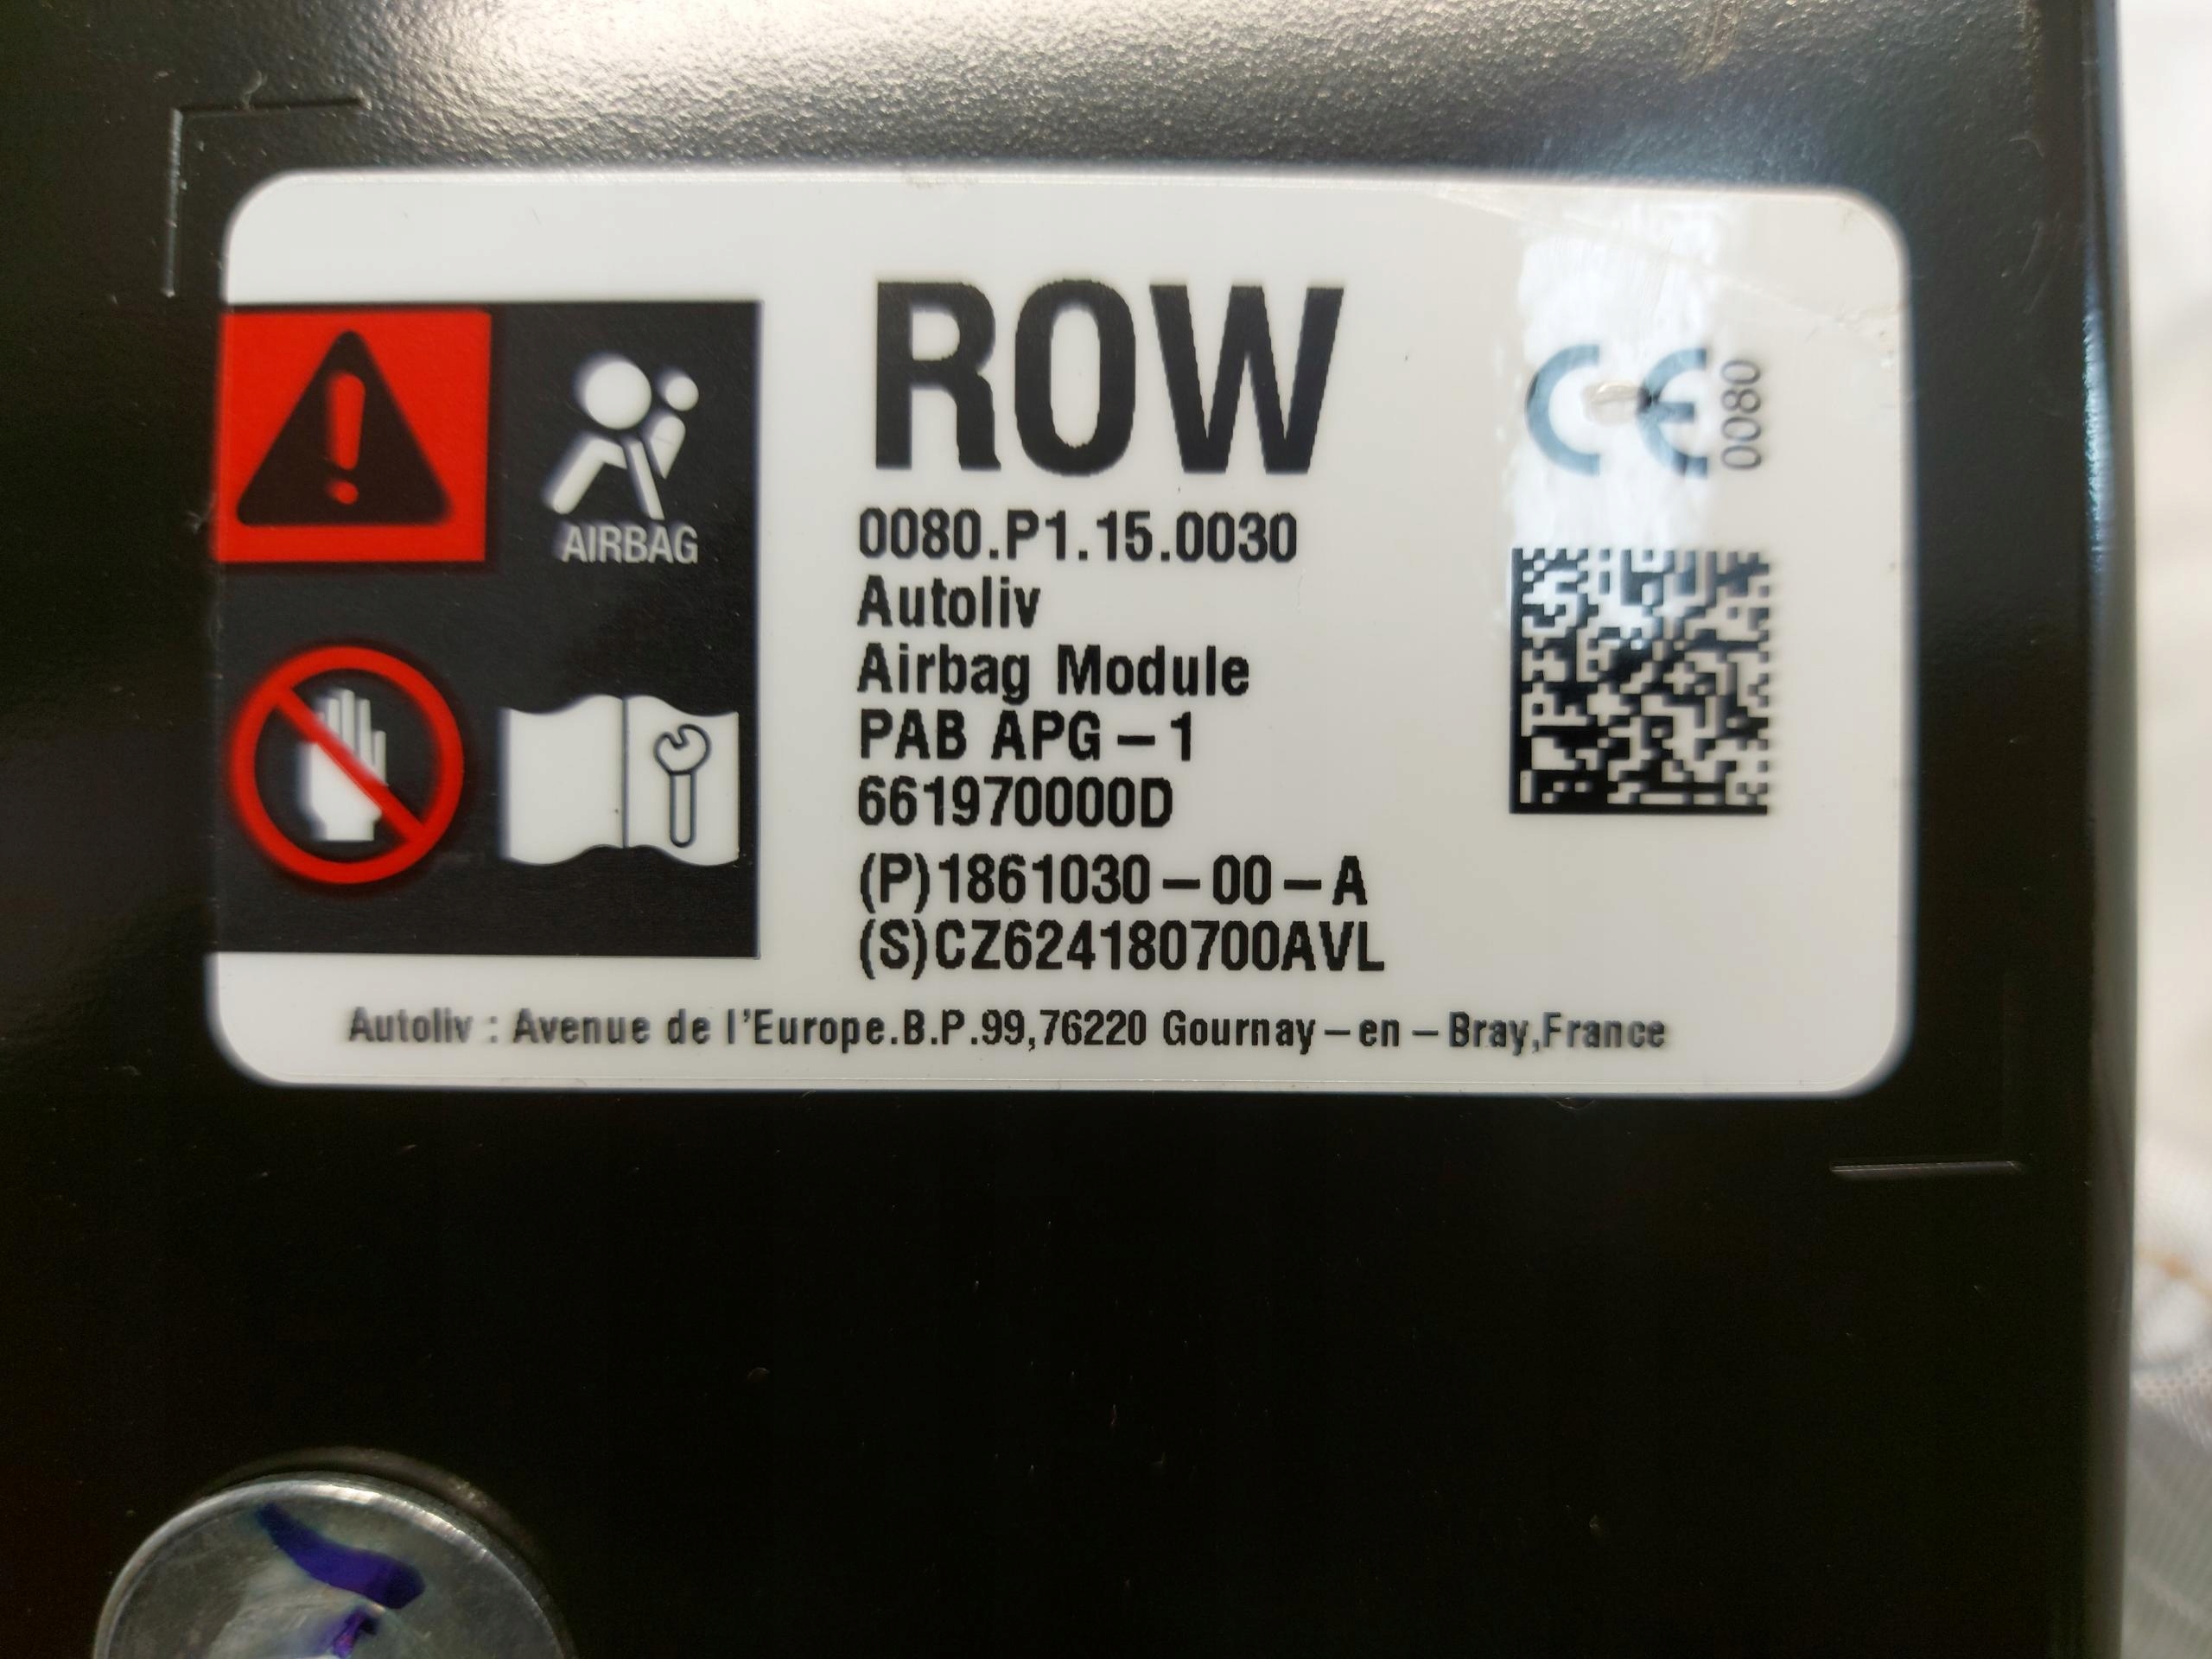 ROW
CE 0080
AIRBAG
0080.P1.15.0030
Autoliv
Airbag Module
PAB APG-1
661970000D
(P)1861030-00-A
(S)CZ624180700AVL
Autoliv : Avenue de l'Europe.B.P.99,76220 Gournay-en-Bray,France